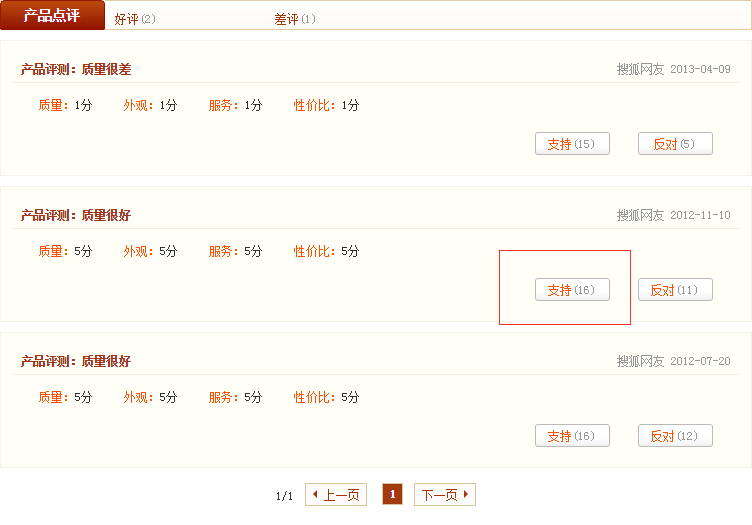 产品点评 好评(2) 差评(1)
产品评测：质量很差 搜狐网友 2013-04-09
质量：1分 外观：1分 服务：1分 性价比：1分
支持(15) 反对(5)
产品评测：质量很好 搜狐网友 2012-11-10
质量：5分 外观：5分 服务：5分 性价比：5分
支持(16) 反对(11)
产品评测：质量很好 搜狐网友 2012-07-20
质量：5分 外观：5分 服务：5分 性价比：5分
支持(16) 反对(12)
1/1 上一页 1 下一页